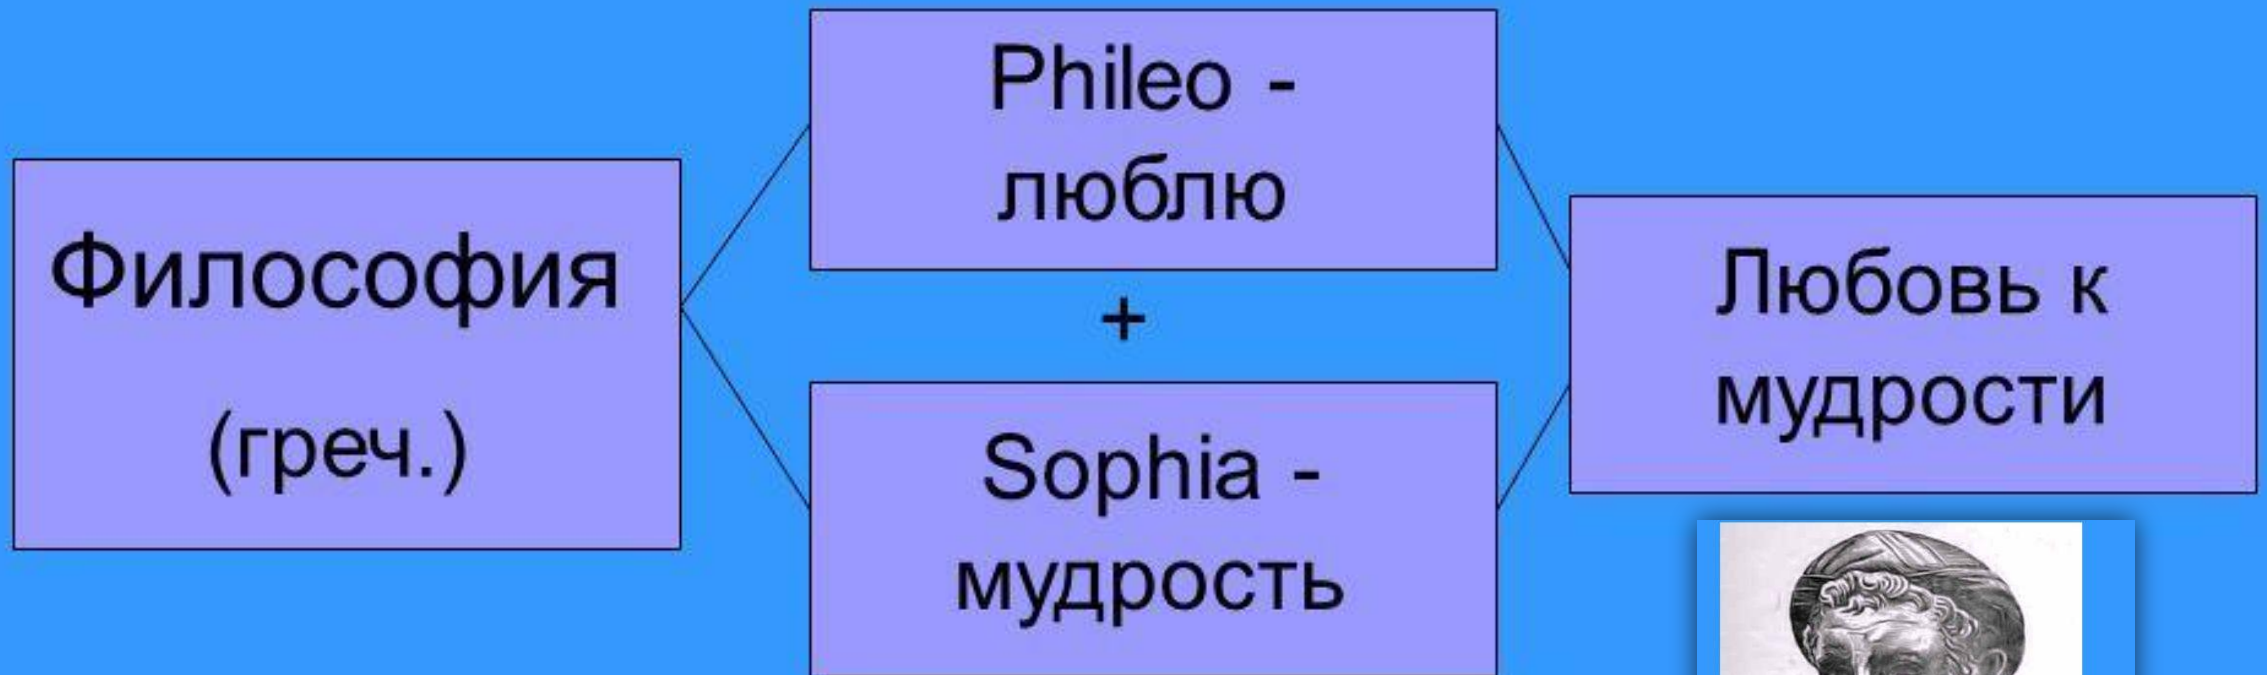 Философия
(греч.)
Phileo -
люблю
+
Sophia -
мудрость
Любовь к
мудрости